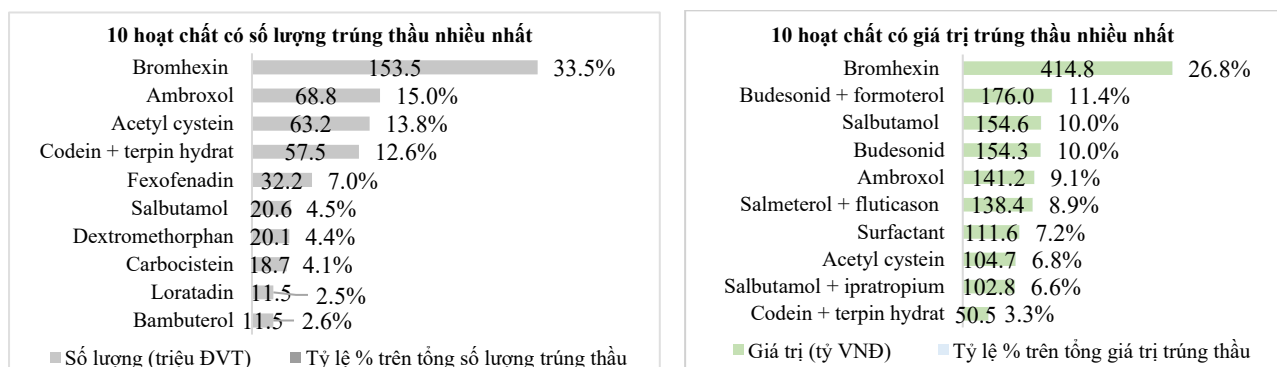 10 hoạt chất có số lượng trúng thầu nhiều nhất
Bromhexin 153.5 33.5%
Ambroxol 68.8 15.0%
Acetyl cystein 63.2 13.8%
Codein + terpin hydrat 57.5 12.6%
Fexofenadin 32.2 7.0%
Salbutamol 20.6 4.5%
Dextromethorphan 20.1 4.4%
Carbocistein 18.7 4.1%
Loratadin 11.5 2.5%
Bambuterol 11.5 2.6%
Số lượng (triệu ĐVT) Tỷ lệ % trên tổng số lượng trúng thầu
10 hoạt chất có giá trị trúng thầu nhiều nhất
Bromhexin 414.8 26.8%
Budesonid + formoterol 176.0 11.4%
Salbutamol 154.6 10.0%
Budesonid 154.3 10.0%
Ambroxol 141.2 9.1%
Salmeterol + fluticason 138.4 8.9%
Surfactant 111.6 7.2%
Acetyl cystein 104.7 6.8%
Salbutamol + ipratropium 102.8 6.6%
Codein + terpin hydrat 50.5 3.3%
Giá trị (tỷ VNĐ) Tỷ lệ % trên tổng giá trị trúng thầu